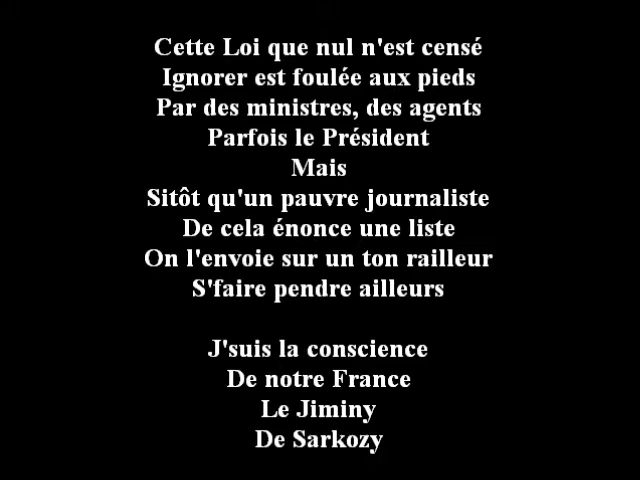 Cette Loi que nul n'est censé
Ignorer est foulée aux pieds
Par des ministres, des agents
Parfois le Président
Mais
Sitôt qu'un pauvre journaliste
De cela énonce une liste
On l'envoie sur un ton railleur
S'faire pendre ailleurs

J'suis la conscience
De notre France
Le Jiminy
De Sarkozy